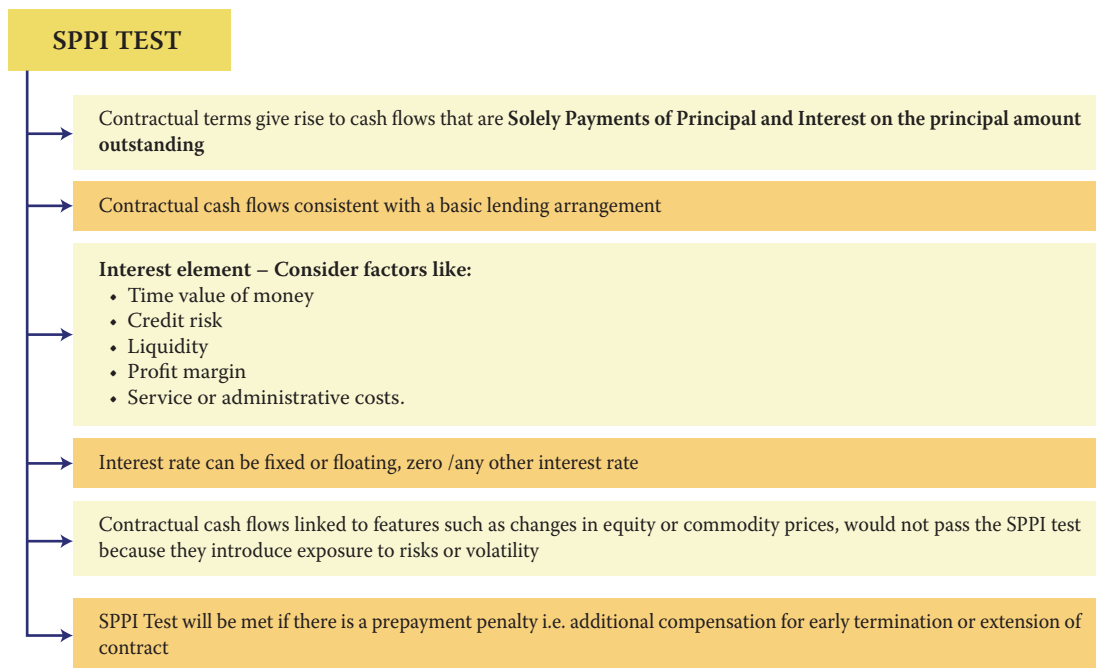 SPPI TEST
Contractual terms give rise to cash flows that are Solely Payments of Principal and Interest on the principal amount
outstanding
Contractual cash flows consistent with a basic lending arrangement
Interest element – Consider factors like:
• Time value of money
• Credit risk
• Liquidity
• Profit margin
• Service or administrative costs.
Interest rate can be fixed or floating, zero /any other interest rate
Contractual cash flows linked to features such as changes in equity or commodity prices, would not pass the SPPI test
because they introduce exposure to risks or volatility
SPPI Test will be met if there is a prepayment penalty i.e. additional compensation for early termination or extension of
contract